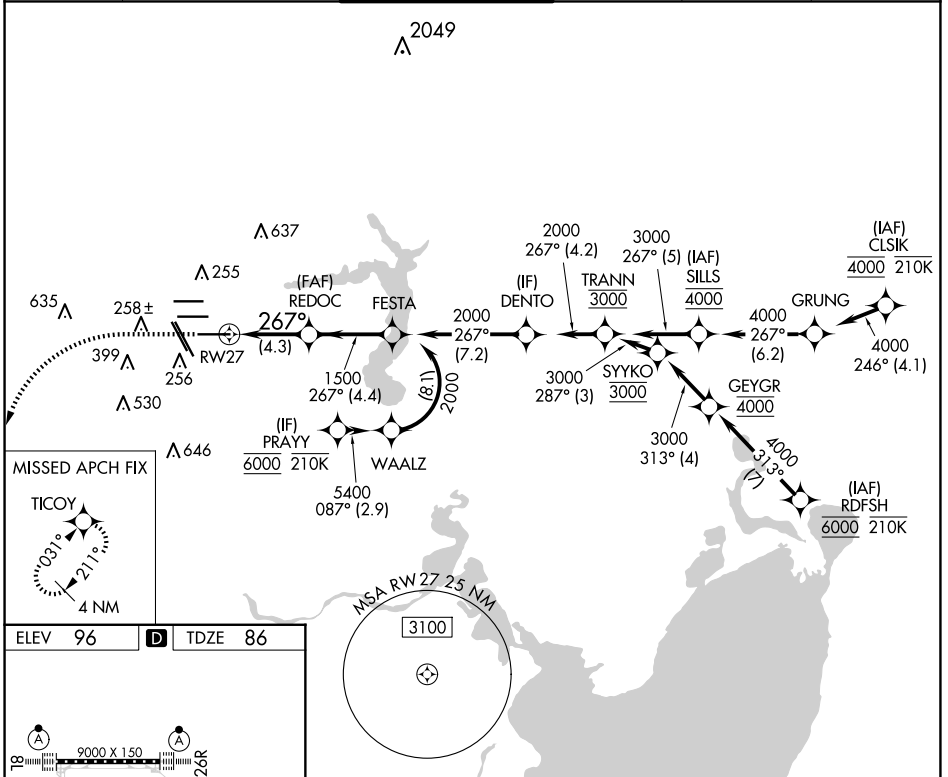 2049
637
255
635
258 ±
399
256
530
646
RW27
267°
(4.3)
(FAF)
REDOC
1500
267° (4.4)
FESTA
2000
267°
(7.2)
(IF)
DENTO
2000
267° (4.2)
TRANN
3000
3000
267° (5)
(IAF)
SILLS
4000
4000
267°
(6.2)
GRUNG
(IAF)
CLSIK
4000 210K
4000
246° (4.1)
3000
287° (3)
SYYKO
3000
3000
313° (4)
GEYGR
4000
4000
313°
(7)
(IAF)
RDFSH
6000 210K
(8.1)
2000
(IF)
PRAYY
6000 210K
WAALZ
5400
087° (2.9)
MISSED APCH FIX
TICOY
031°
211°
4 NM
MSA RW27 25 NM
3100
ELEV 96 D TDZE 86
A
A
9000 X 150
18
26R